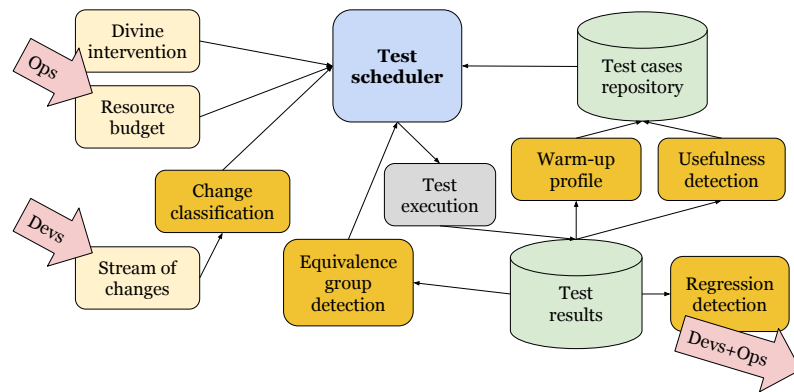 Divine
intervention
Ops
Resource
budget
Test
scheduler
Test cases
repository
Change
classification
Test
execution
Warm-up
profile
Usefulness
detection
Devs
Stream of
changes
Equivalence
group
detection
Test
results
Regression
detection
Devs+Ops